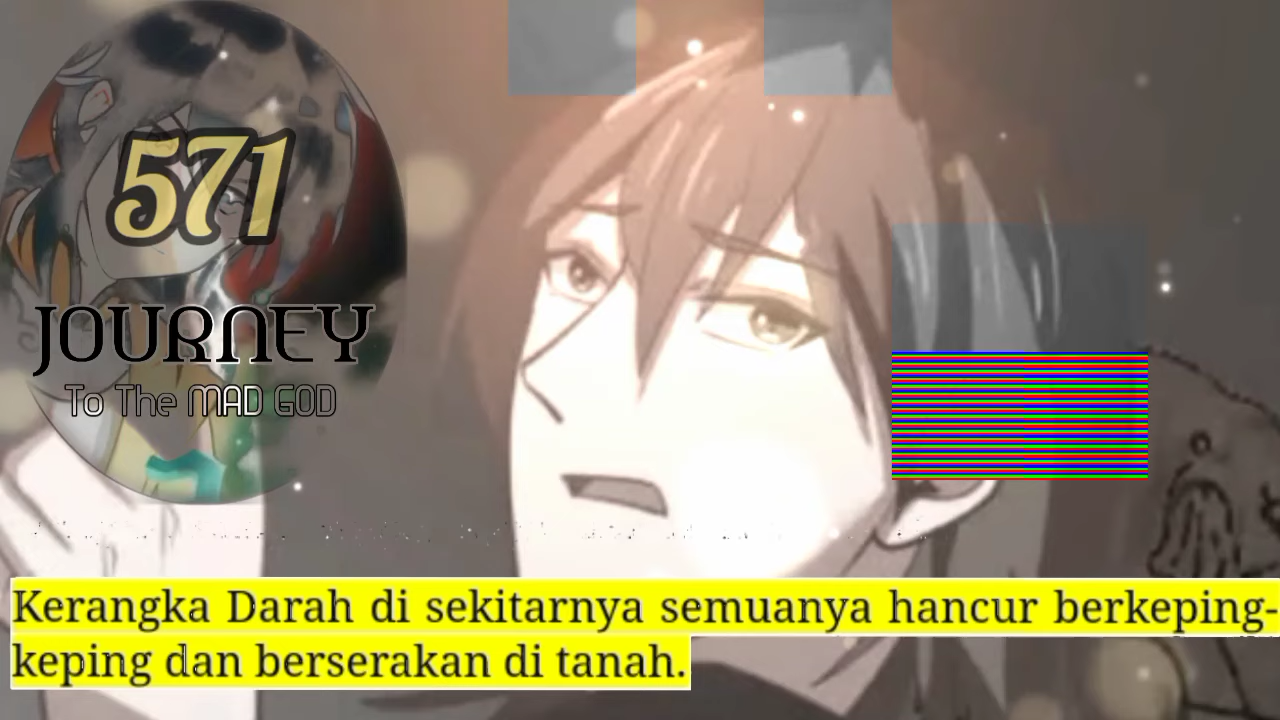 571
JOURNEY
To The MAD GOD
Kerangka Darah di sekitarnya semuanya hancur berkeping-
keping dan berserakan di tanah.